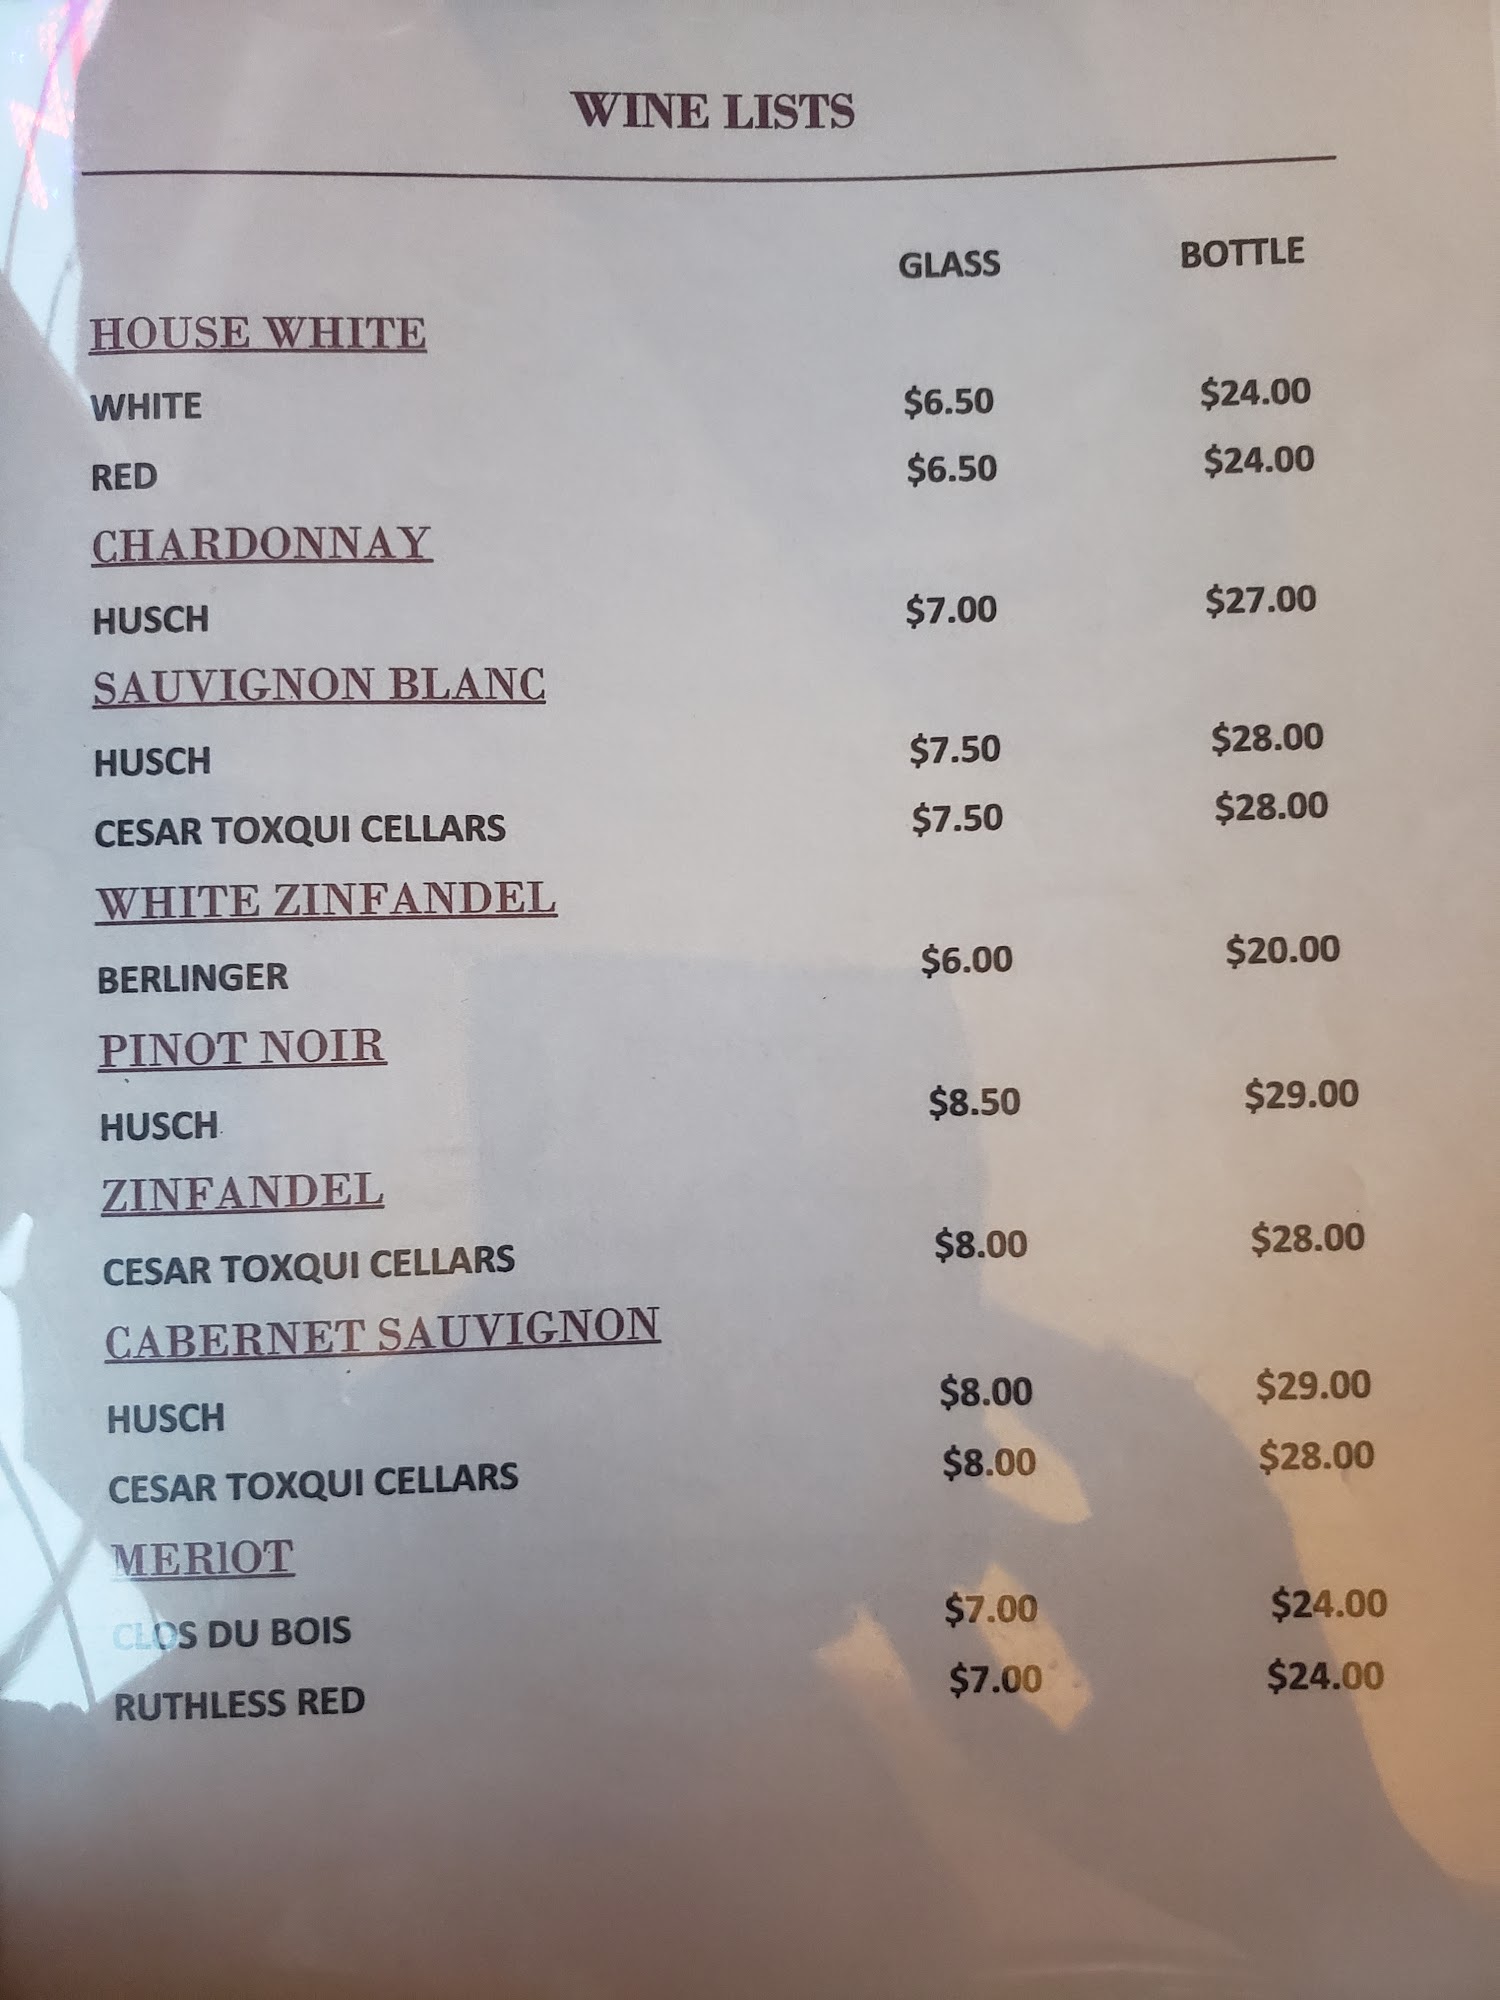 WINE LISTS
GLASS BOTTLE
HOUSE WHITE
WHITE $6.50 $24.00
RED $6.50 $24.00
CHARDONNAY
HUSCH $7.00 $27.00
SAUVIGNON BLANC
HUSCH $7.50 $28.00
CESAR TOXQUI CELLARS $7.50 $28.00
WHITE ZINFANDEL
BERLINGER $6.00 $20.00
PINOT NOIR
HUSCH $8.50 $29.00
ZINFANDEL
CESAR TOXQUI CELLARS $8.00 $28.00
CABERNET SAUVIGNON
HUSCH $8.00 $29.00
CESAR TOXQUI CELLARS $8.00 $28.00
MERlOT
CLOS DU BOIS $7.00 $24.00
RUTHLESS RED $7.00 $24.00